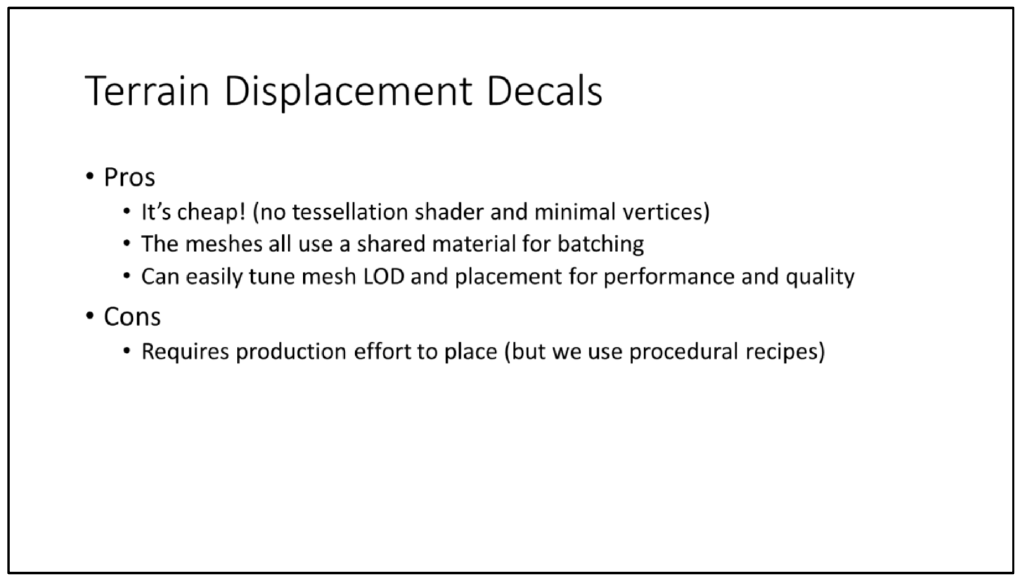 Terrain Displacement Decals
• Pros
• It’s cheap! (no tessellation shader and minimal vertices)
• The meshes all use a shared material for batching
• Can easily tune mesh LOD and placement for performance and quality
• Cons
• Requires production effort to place (but we use procedural recipes)